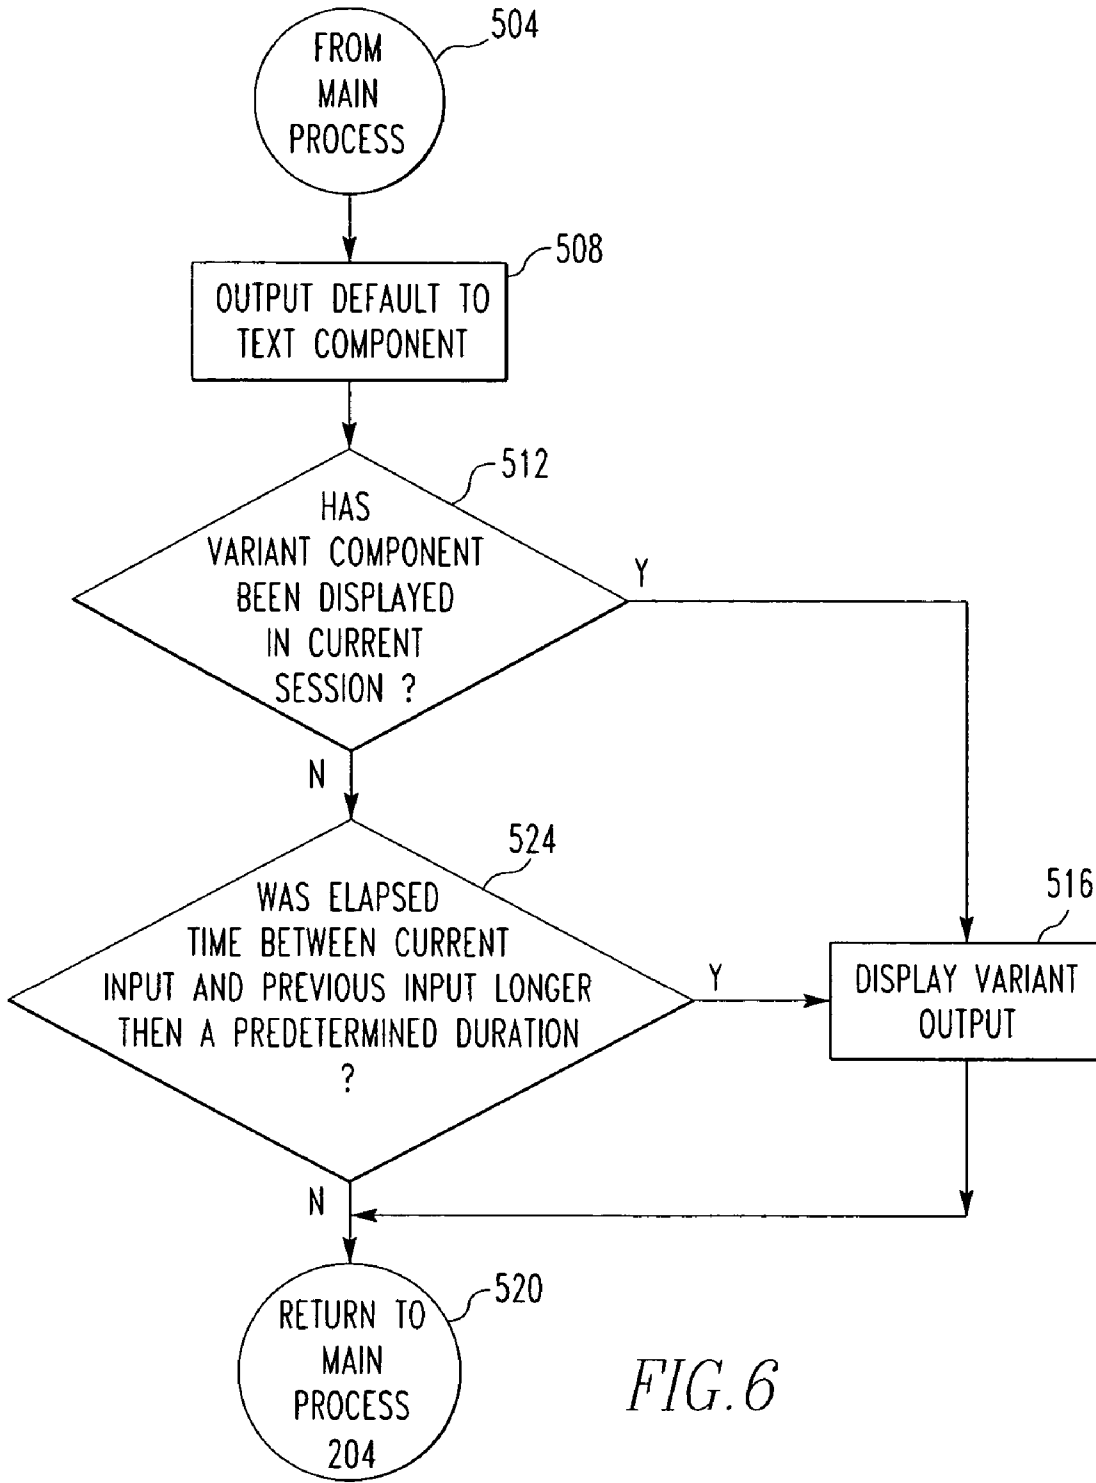 504
FROM
MAIN
PROCESS
508
OUTPUT DEFAULT TO
TEXT COMPONENT
512
HAS
VARIANT COMPONENT
BEEN DISPLAYED
IN CURRENT
SESSION ?
Y
N
524
WAS ELAPSED
TIME BETWEEN CURRENT
INPUT AND PREVIOUS INPUT LONGER
THEN A PREDETERMINED DURATION
?
Y
516
DISPLAY VARIANT
OUTPUT
N
520
RETURN TO
MAIN
PROCESS
204
FIG.6